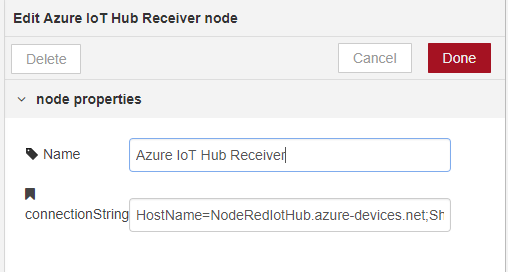 Edit Azure IoT Hub Receiver node
Delete Cancel Done
node properties
Name Azure IoT Hub Receiver
connectionString HostName=NodeRedIotHub.azure-devices.net;Sh